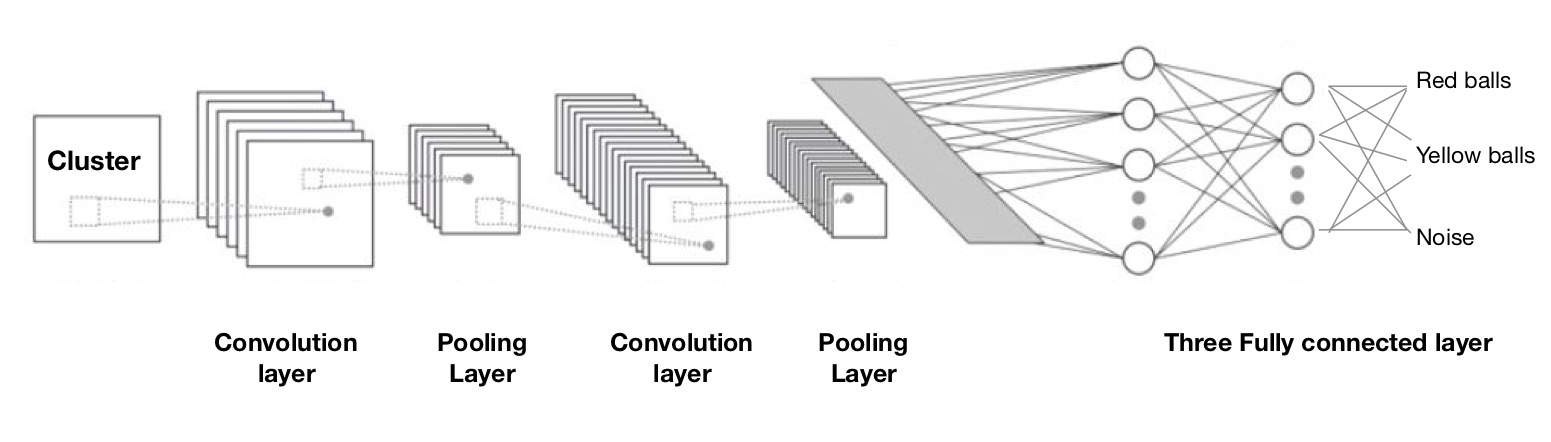 Cluster
Red balls
Yellow balls
Noise
Convolution
layer
Pooling
Layer
Convolution
layer
Pooling
Layer
Three Fully connected layer